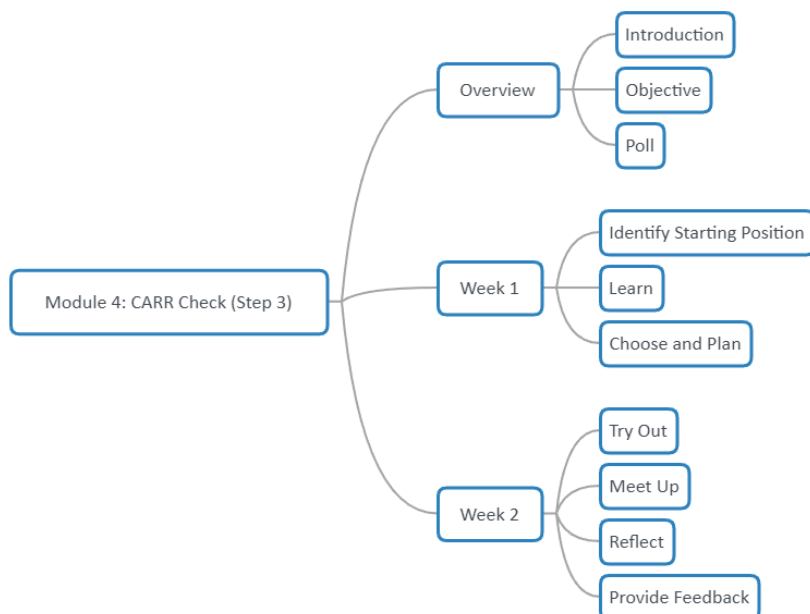 Module 4: CARR Check (Step 3)
Overview
Introduction
Objective
Poll
Week 1
Identify Starting Position
Learn
Choose and Plan
Week 2
Try Out
Meet Up
Reflect
Provide Feedback